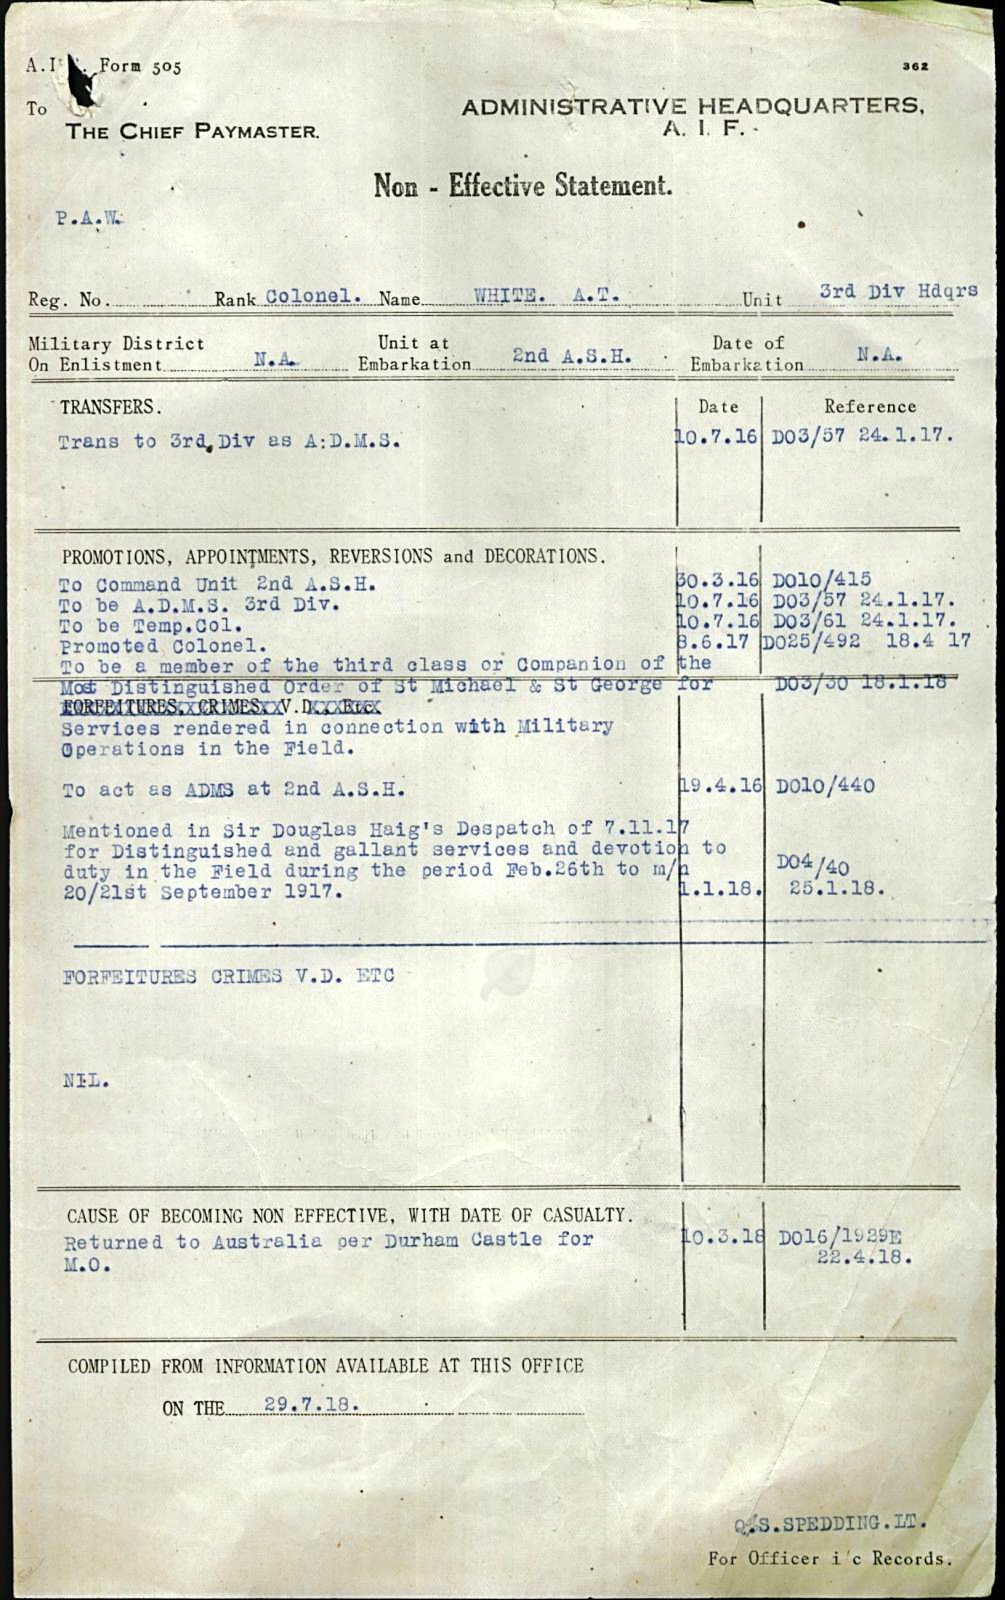 A.I. Form 505
362
To
THE CHIEF PAYMASTER.
ADMINISTRATIVE HEADQUARTERS,
A. I. F.
Non - Effective Statement.
P.A.W.
Reg. No. Rank Colonel. Name WHITE. A.T. Unit 3rd Div Hdqrs
Military District On Enlistment N.A. Unit at Embarkation 2nd A.S.H. Date of Embarkation N.A.
TRANSFERS. Date Reference
Trans to 3rd Div as A:D.M.S. 10.7.16 DO3/57 24.1.17.
PROMOTIONS, APPOINTMENTS, REVERSIONS and DECORATIONS.
To Command Unit 2nd A.S.H. 30.3.16 DO10/415
To be A.D.M.S. 3rd Div. 10.7.16 DO3/57 24.1.17.
To be Temp.Col. 10.7.16 DO3/61 24.1.17.
Promoted Colonel. 8.6.17 DO25/492 18.4 17
To be a member of the third class or Companion of the
Most Distinguished Order of St Michael & St George for DO3/30 18.1.18
FORFEITURES, CRIMES, V.D., Etc.
Services rendered in connection with Military
Operations in the Field.
To act as ADMS at 2nd A.S.H. 19.4.16 DO10/440
Mentioned in Sir Douglas Haig's Despatch of 7.11.17
for Distinguished and gallant services and devotion to
duty in the Field during the period Feb.26th to m/n DO4/40
20/21st September 1917. 1.1.18. 25.1.18.
FORFEITURES CRIMES V.D. ETC
NIL.
CAUSE OF BECOMING NON EFFECTIVE, WITH DATE OF CASUALTY.
Returned to Australia per Durham Castle for 10.3.18 DO16/1929E
M.O. 22.4.18.
COMPILED FROM INFORMATION AVAILABLE AT THIS OFFICE
ON THE 29.7.18.
Q.S.SPEDDING.LT.
For Officer i c Records.